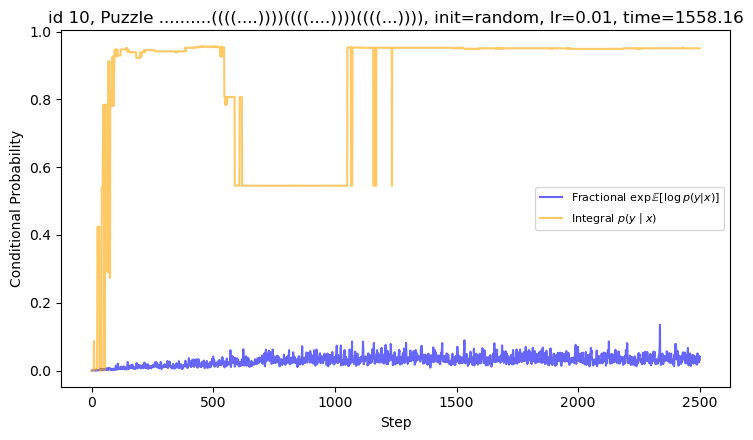 id 10, Puzzle ..........((((....))))((((....))))((((...)))), init=random, lr=0.01, time=1558.16
1.0
0.8
0.6
0.4
0.2
0.0
Conditional Probability
Fractional exp𝔼[log p(y|x)]
Integral p(y | x)
0
500
1000
1500
2000
2500
Step